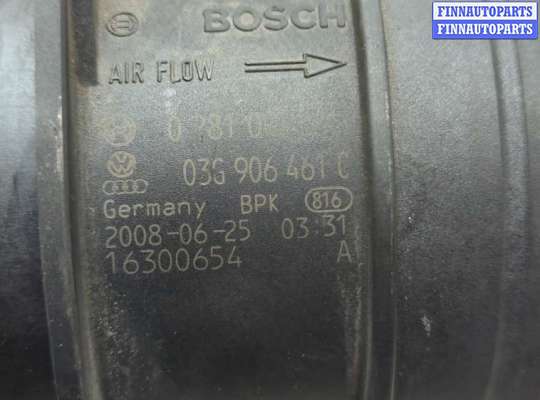 FINNAUTOPARTS
FINNAUTOPARTS
BOSCH
AIR FLOW
03G 906 461 C
Germany BPK 816
2008-06-25 03:31
16300654 A